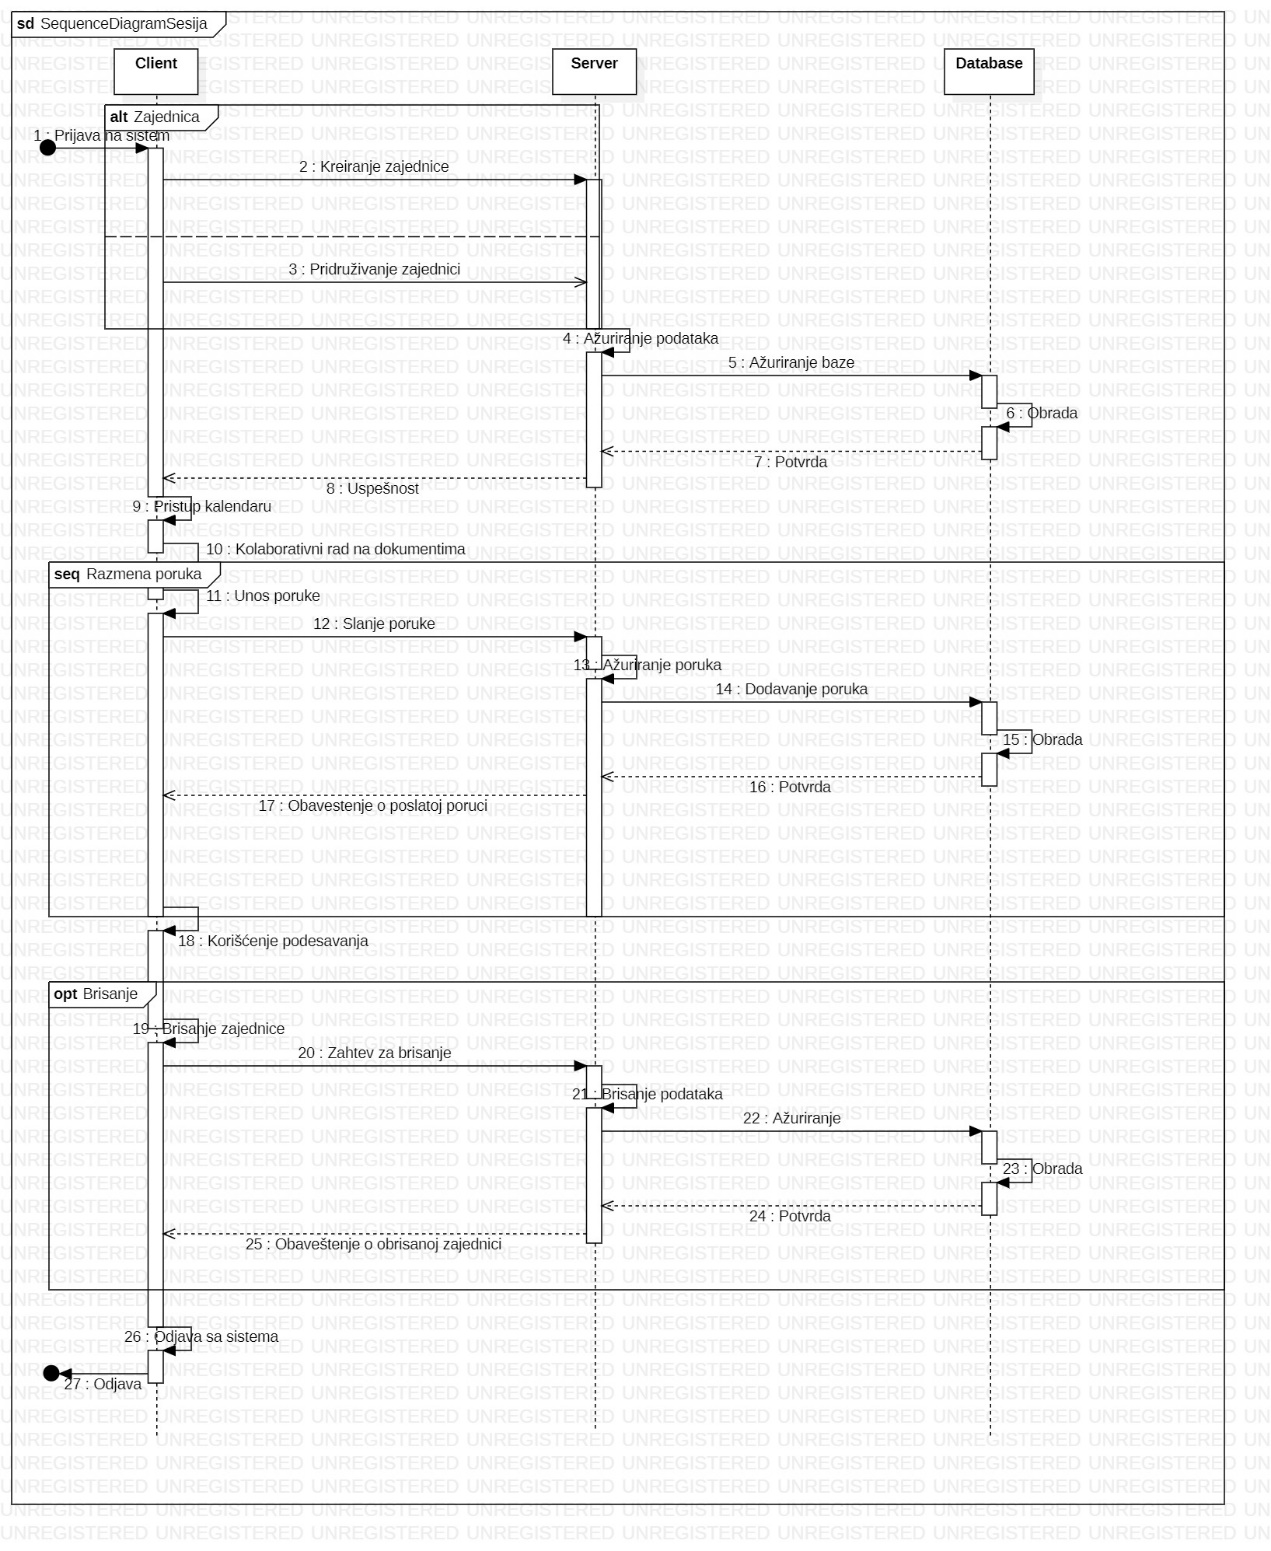 sd SequenceDiagramSesija
Client
Server
Database
alt Zajednica
1 : Prijava na sistem
2 : Kreiranje zajednice
3 : Pridruživanje zajednici
4 : Ažuriranje podataka
5 : Ažuriranje baze
6 : Obrada
7 : Potvrda
8 : Uspešnost
9 : Pristup kalendaru
10 : Kolaborativni rad na dokumentima
seq Razmena poruka
11 : Unos poruke
12 : Slanje poruke
13 : Ažuriranje poruka
14 : Dodavanje poruka
15 : Obrada
16 : Potvrda
17 : Obavestenje o poslatoj poruci
18 : Korišćenje podesavanja
opt Brisanje
19 : Brisanje zajednice
20 : Zahtev za brisanje
21 : Brisanje podataka
22 : Ažuriranje
23 : Obrada
24 : Potvrda
25 : Obaveštenje o obrisanoj zajednici
26 : Odjava sa sistema
27 : Odjava
UNREGISTERED